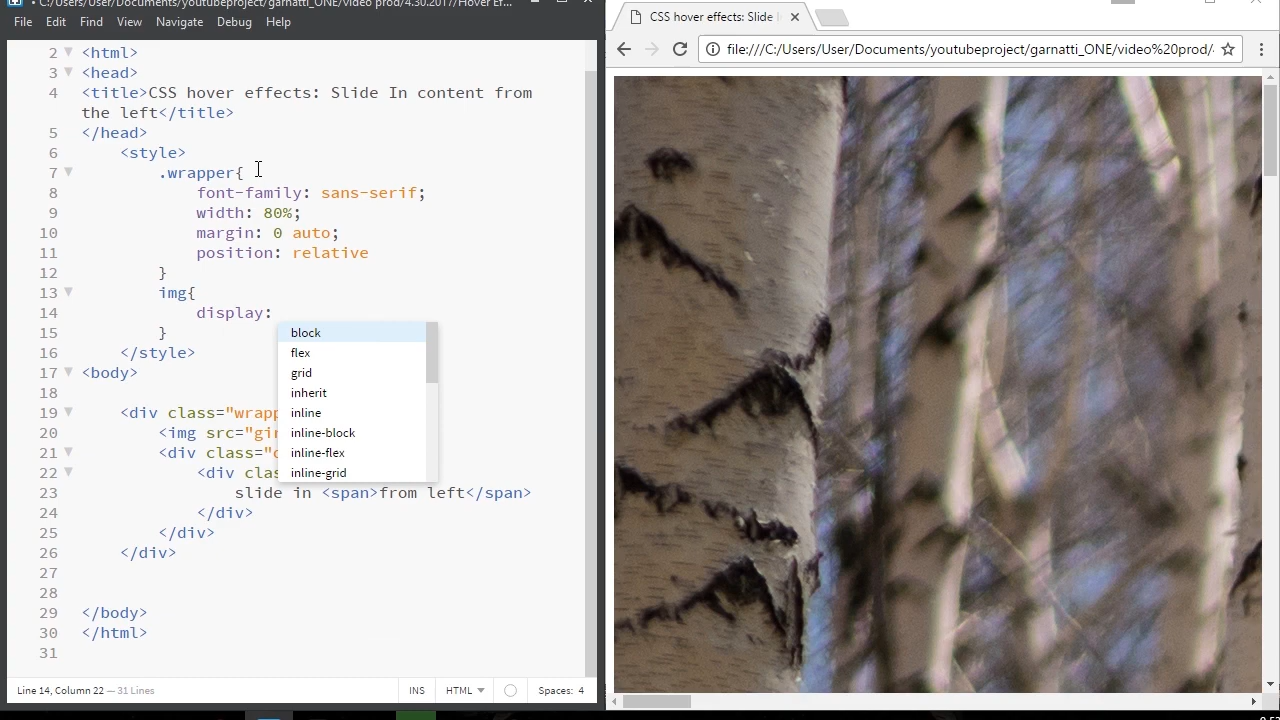 • C:/Users/User/Documents/youtubeproject/garnatti_ONE/video prod/4.30.2017//Hover Ef...
File Edit Find View Navigate Debug Help
2 <html>
3 <head>
4 <title>CSS hover effects: Slide In content from
the left</title>
5 </head>
6 <style>
7 .wrapper{
8 font-family: sans-serif;
9 width: 80%;
10 margin: 0 auto;
11 position: relative
12 }
13 img{
14 display:
15 }
16 </style>
17 <body>
18
19 <div class="wrapp
20 <img src="gir
21 <div class="o
22 <div clas
23 slide in <span>from left</span>
24 </div>
25 </div>
26 </div>
27
28
29 </body>
30 </html>
31
block
flex
grid
inherit
inline
inline-block
inline-flex
inline-grid
Line 14, Column 22 — 31 Lines
INS
HTML
Spaces: 4
CSS hover effects: Slide
file:///C:/Users/User/Documents/youtubeproject/garnatti_ONE/video%20prod/